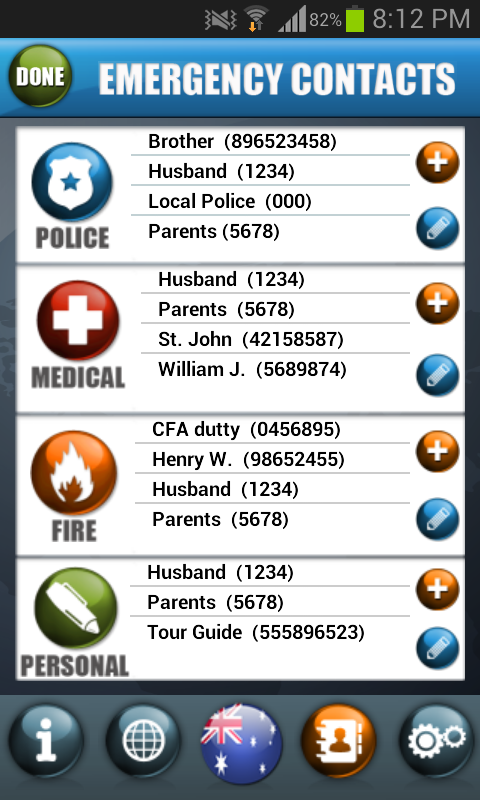 82% 8:12 PM
DONE EMERGENCY CONTACTS
Brother (896523458)
Husband (1234)
Local Police (000)
Parents (5678)
POLICE
Husband (1234)
Parents (5678)
St. John (42158587)
William J. (5689874)
MEDICAL
CFA dutty (0456895)
Henry W. (98652455)
Husband (1234)
Parents (5678)
FIRE
Husband (1234)
Parents (5678)
Tour Guide (555896523)
PERSONAL